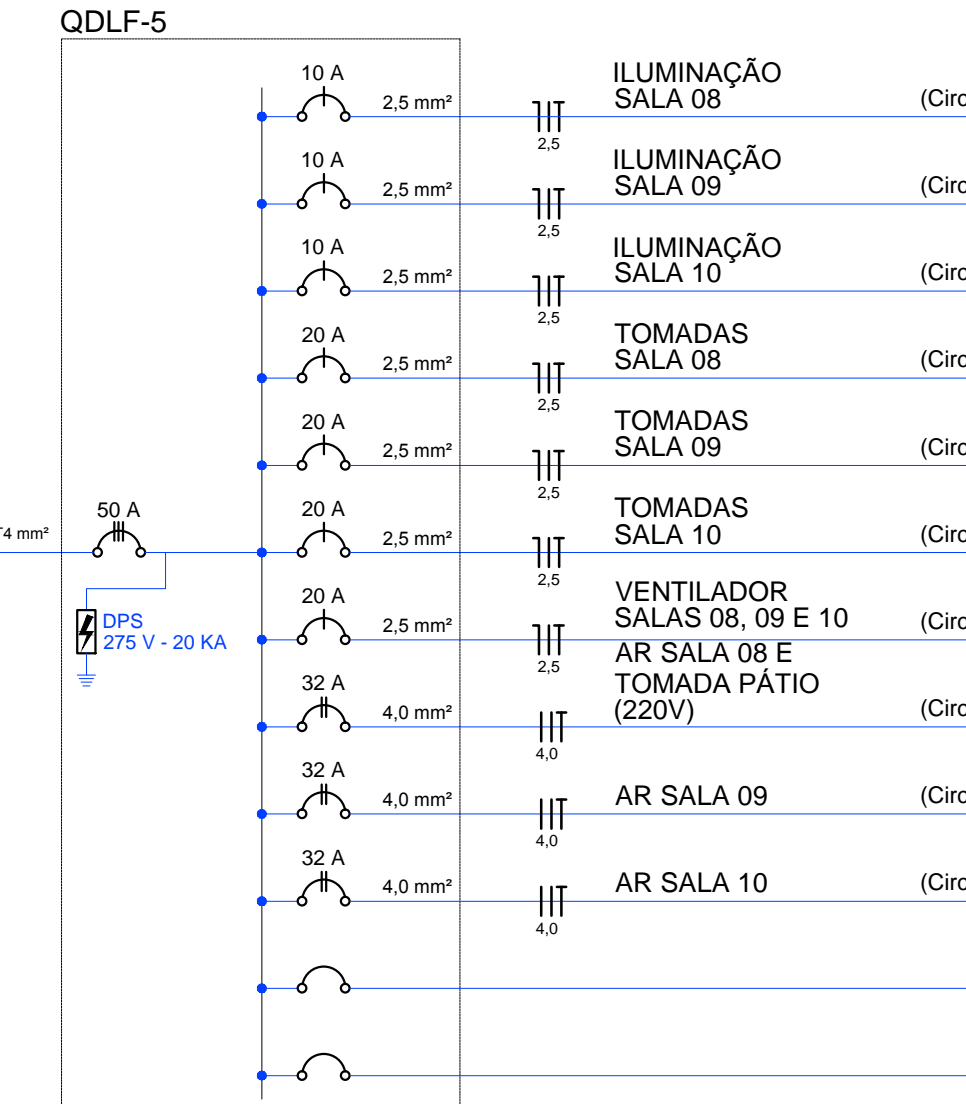 QDLF-5
10 A
2,5 mm²
2,5
ILUMINAÇÃO
SALA 08
(Circ
10 A
2,5 mm²
2,5
ILUMINAÇÃO
SALA 09
(Circ
10 A
2,5 mm²
2,5
ILUMINAÇÃO
SALA 10
(Circ
20 A
2,5 mm²
2,5
TOMADAS
SALA 08
(Circ
20 A
2,5 mm²
2,5
TOMADAS
SALA 09
(Circ
T4 mm²
50 A
20 A
2,5 mm²
2,5
TOMADAS
SALA 10
(Circ
DPS
275 V - 20 KA
20 A
2,5 mm²
2,5
VENTILADOR
SALAS 08, 09 E 10
(Circ
32 A
4,0 mm²
4,0
AR SALA 08 E
TOMADA PÁTIO
(220V)
(Circ
32 A
4,0 mm²
4,0
AR SALA 09
(Circ
32 A
4,0 mm²
4,0
AR SALA 10
(Circ